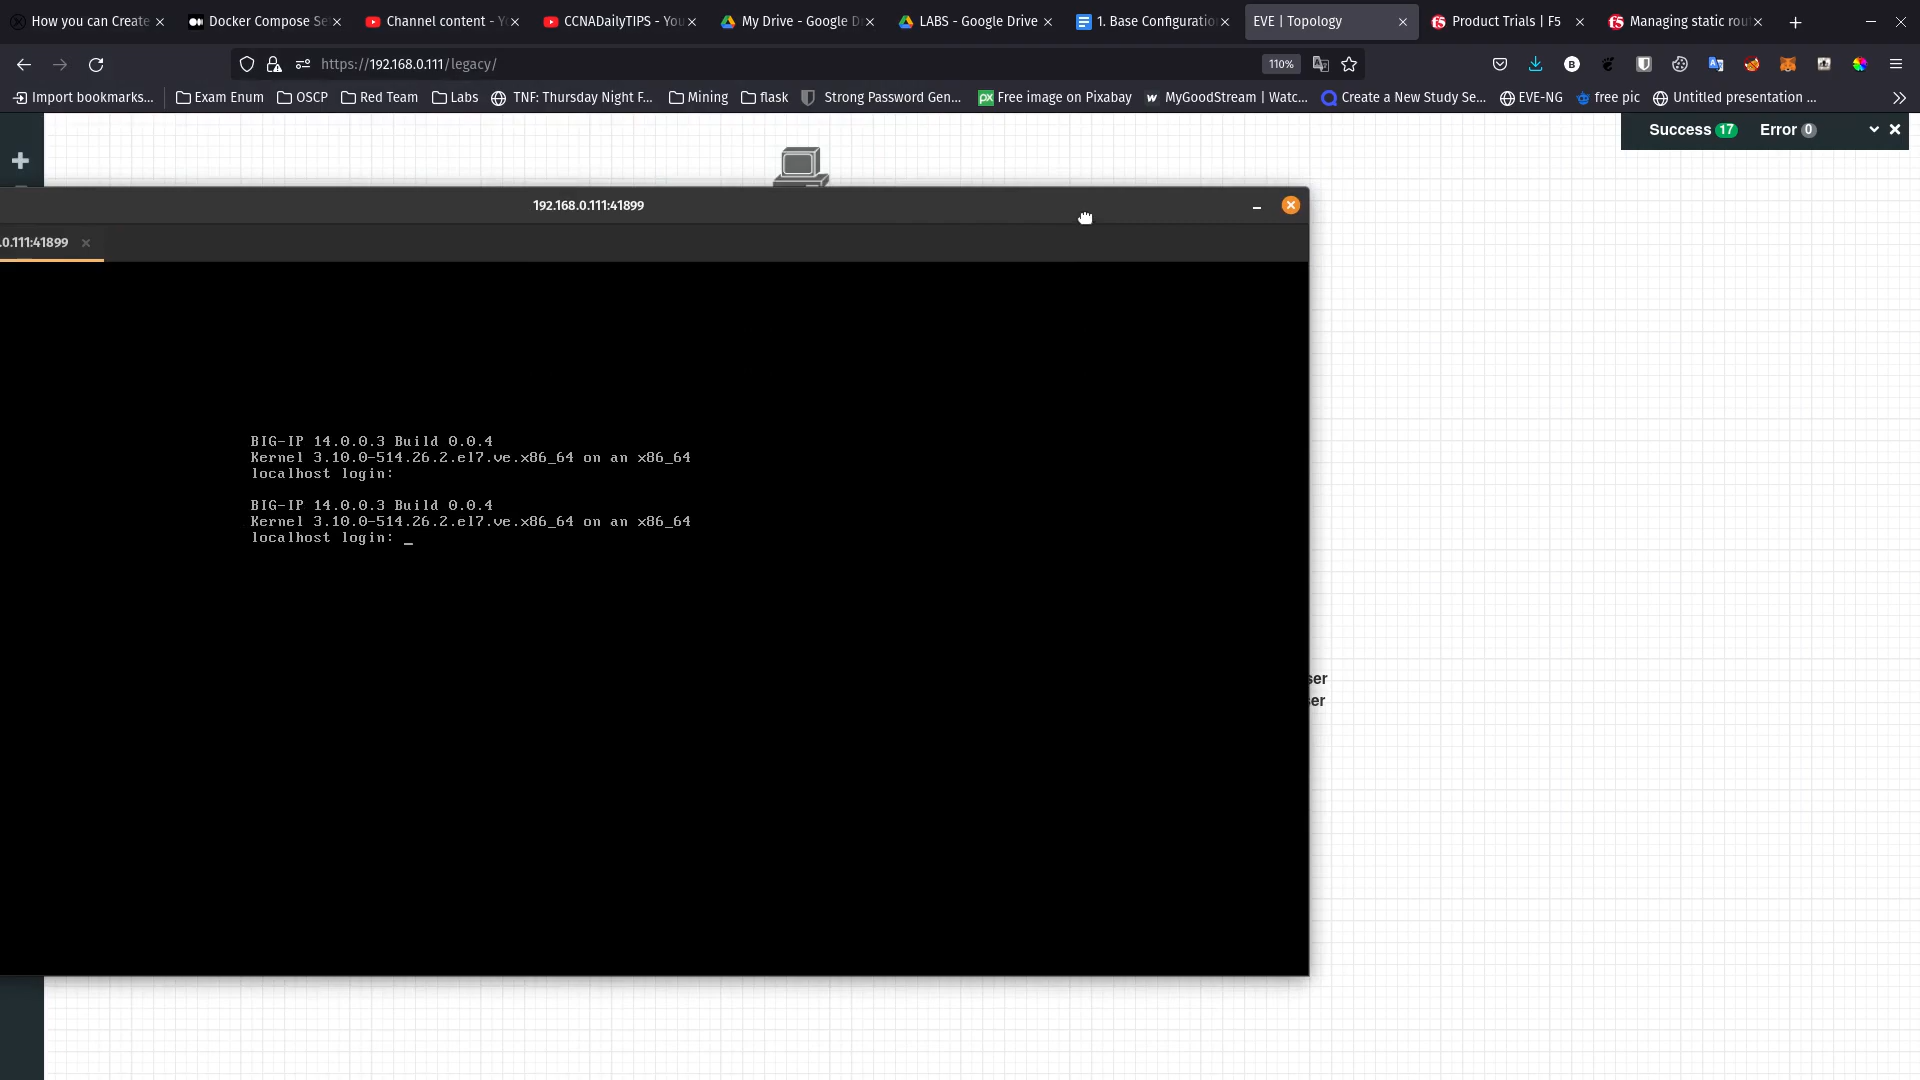 How you can Create
Docker Compose Se
Channel content - Yo
CCNADailyTIPS - You
My Drive - Google D
LABS - Google Drive
1. Base Configuratio
EVE | Topology
Product Trials | F5
Managing static rou
https://192.168.0.111/legacy/
110%
Import bookmarks...
Exam Enum
OSCP
Red Team
Labs
TNF: Thursday Night F...
Mining
flask
Strong Password Gen...
Free image on Pixabay
MyGoodStream | Watc...
Create a New Study Se...
EVE-NG
free pic
Untitled presentation ...
Success 17 Error 0
192.168.0.111:41899
.0.111:41899
BIG-IP 14.0.0.3 Build 0.0.4
Kernel 3.10.0-514.26.2.el7.ve.x86_64 on an x86_64
localhost login:
BIG-IP 14.0.0.3 Build 0.0.4
Kernel 3.10.0-514.26.2.el7.ve.x86_64 on an x86_64
localhost login: _
ser
er